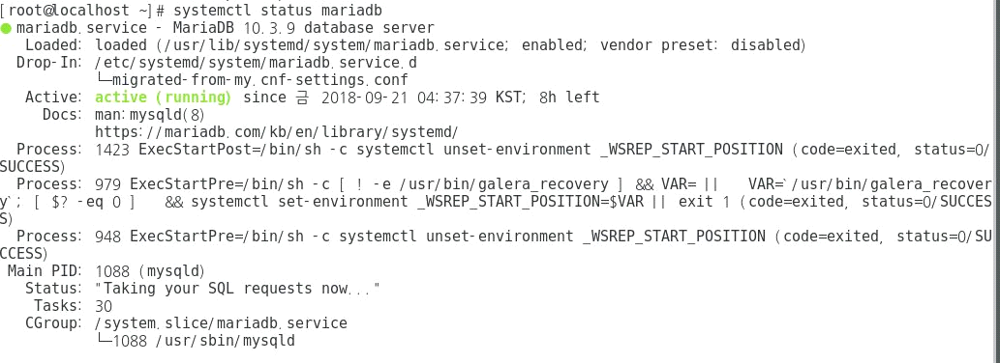 [root@localhost ~]# systemctl status mariadb
● mariadb.service - MariaDB 10.3.9 database server
   Loaded: loaded (/usr/lib/systemd/system/mariadb.service; enabled; vendor preset: disabled)
  Drop-In: /etc/systemd/system/mariadb.service.d
           └─migrated-from-my.cnf-settings.conf
   Active: active (running) since 금 2018-09-21 04:37:39 KST; 8h left
     Docs: man:mysqld(8)
           https://mariadb.com/kb/en/library/systemd/
  Process: 1423 ExecStartPost=/bin/sh -c systemctl unset-environment _WSREP_START_POSITION (code=exited, status=0/
SUCCESS)
  Process: 979 ExecStartPre=/bin/sh -c [ ! -e /usr/bin/galera_recovery ] && VAR= ||   VAR=`/usr/bin/galera_recover
y`; [ $? -eq 0 ]   && systemctl set-environment _WSREP_START_POSITION=$VAR || exit 1 (code=exited, status=0/SUCCES
S)
  Process: 948 ExecStartPre=/bin/sh -c systemctl unset-environment _WSREP_START_POSITION (code=exited, status=0/SU
CCESS)
 Main PID: 1088 (mysqld)
   Status: "Taking your SQL requests now..."
    Tasks: 30
   CGroup: /system.slice/mariadb.service
           └─1088 /usr/sbin/mysqld